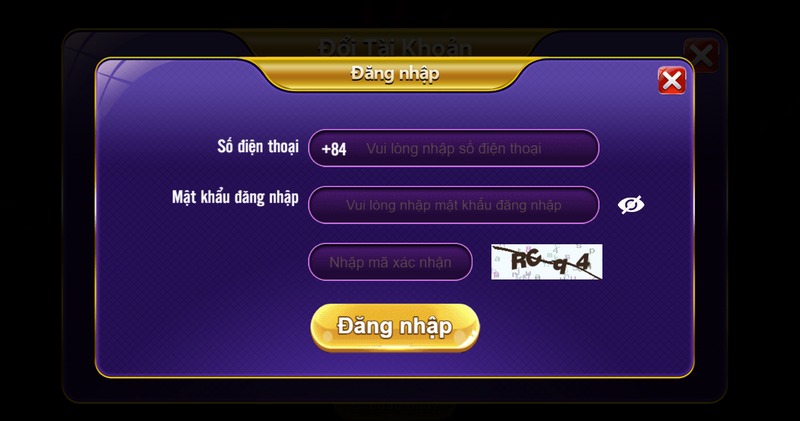 Đổi Tài Khoản
Đăng nhập
Số điện thoại
+84 Vui lòng nhập số điện thoại
Mật khẩu đăng nhập
Vui lòng nhập mật khẩu đăng nhập
Nhập mã xác nhận
Đăng nhập